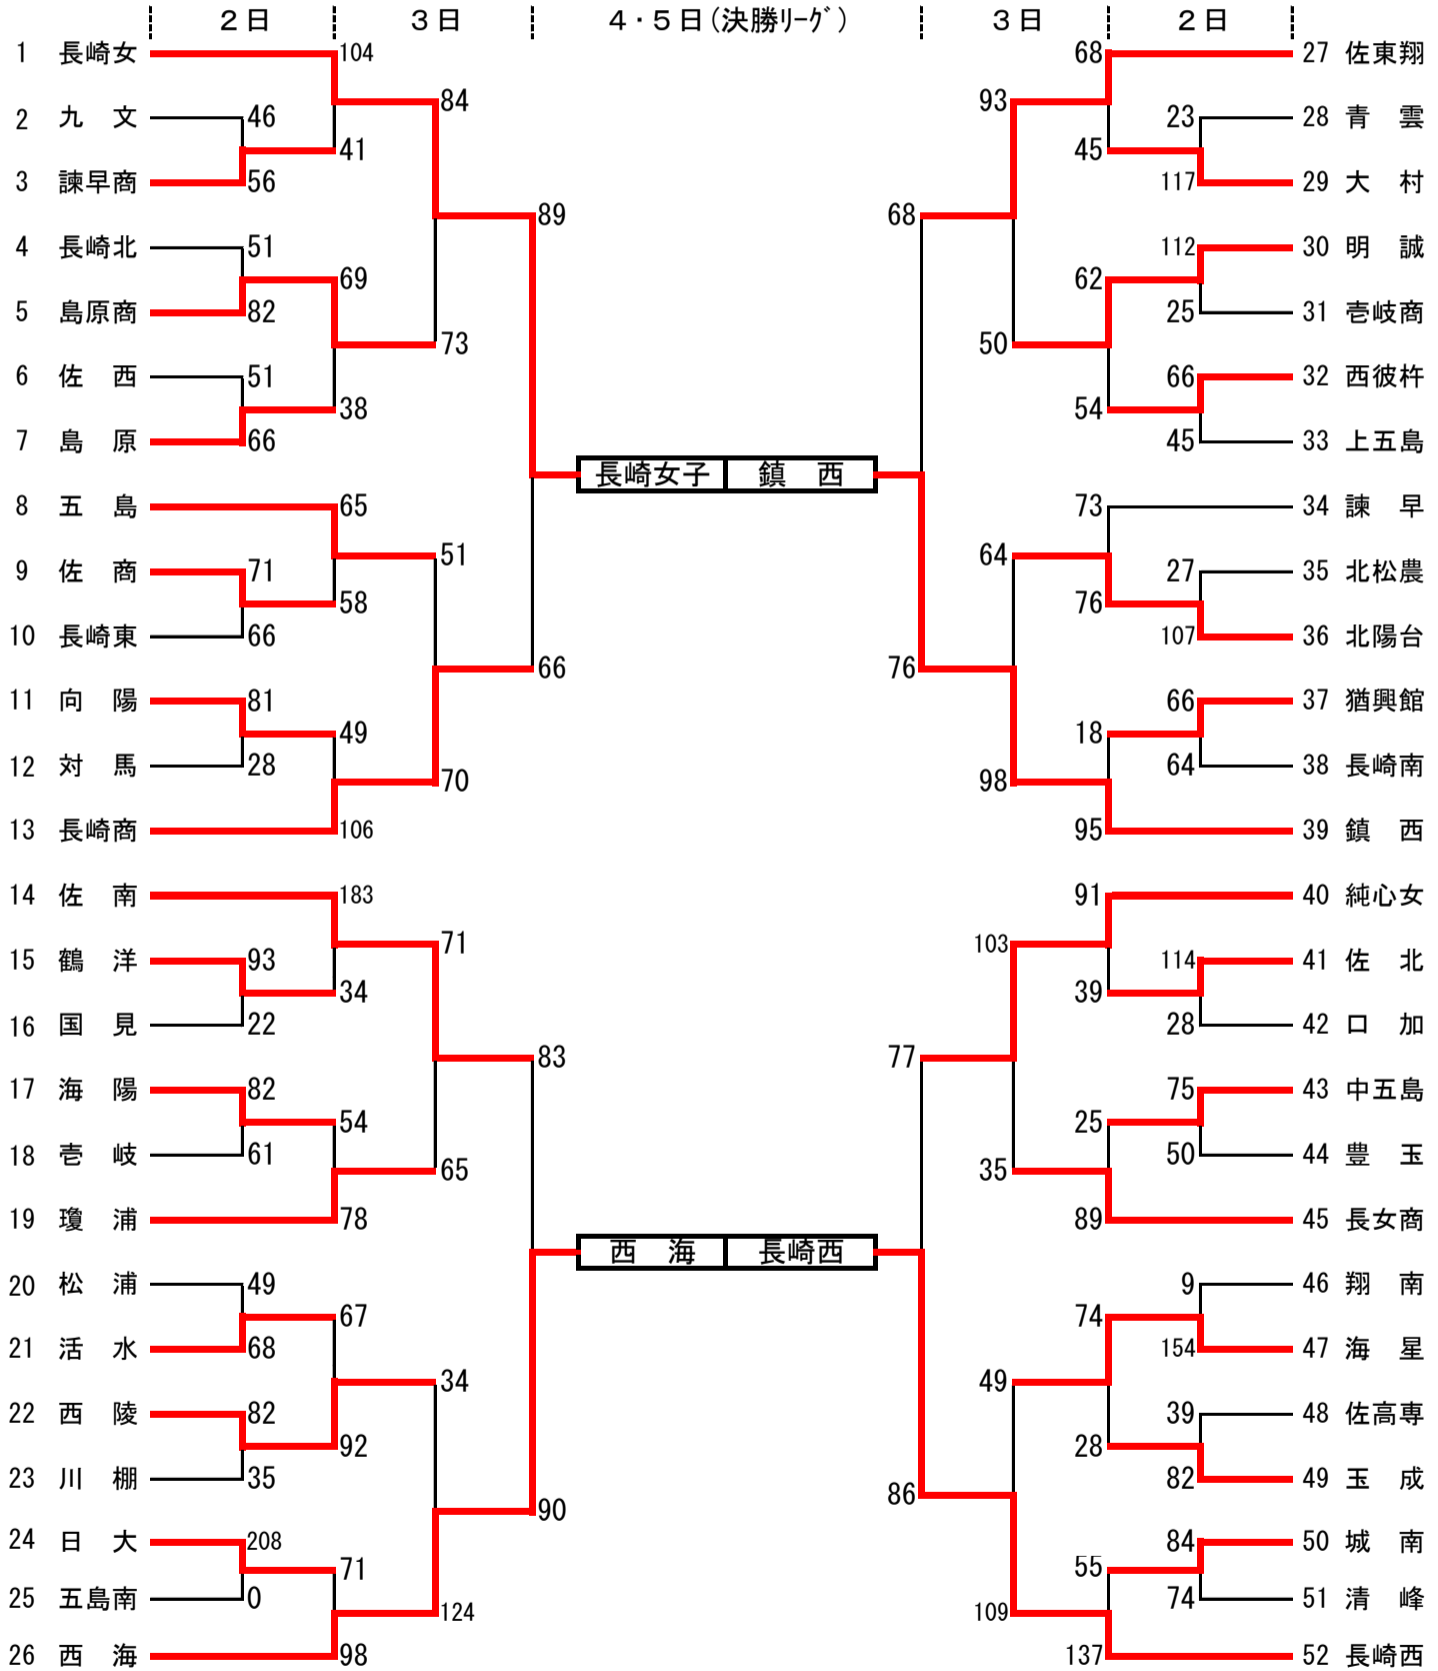 2日 3日 4・5日(決勝ﾘｰｸﾞ) 3日 2日
1 長崎女 104 68 27 佐東翔
84 93
2 九 文 46 23 28 青 雲
41 45
3 諫早商 56 117 29 大 村
89 68
4 長崎北 51 112 30 明 誠
69 62
5 島原商 82 25 31 壱岐商
73 50
6 佐 西 51 66 32 西彼杵
38 54
7 島 原 66 45 33 上五島
長崎女子 鎮 西
8 五 島 65 73 34 諫 早
51 64
9 佐 商 71 27 35 北松農
58 76
10 長崎東 66 107 36 北陽台
66 76
11 向 陽 81 66 37 猶興館
49 18
12 対 馬 28 64 38 長崎南
70 98
13 長崎商 106 95 39 鎮 西
14 佐 南 183 91 40 純心女
71 103
15 鶴 洋 93 114 41 佐 北
34 39
16 国 見 22 28 42 口 加
83 77
17 海 陽 82 75 43 中五島
54 25
18 壱 岐 61 50 44 豊 玉
65 35
19 瓊 浦 78 89 45 長女商
西 海 長崎西
20 松 浦 49 9 46 翔 南
67 74
21 活 水 68 154 47 海 星
34 49
22 西 陵 82 39 48 佐高専
92 28
23 川 棚 35 82 49 玉 成
90 86
24 日 大 208 84 50 城 南
71 55
25 五島南 0 74 51 清 峰
124 109
26 西 海 98 137 52 長崎西